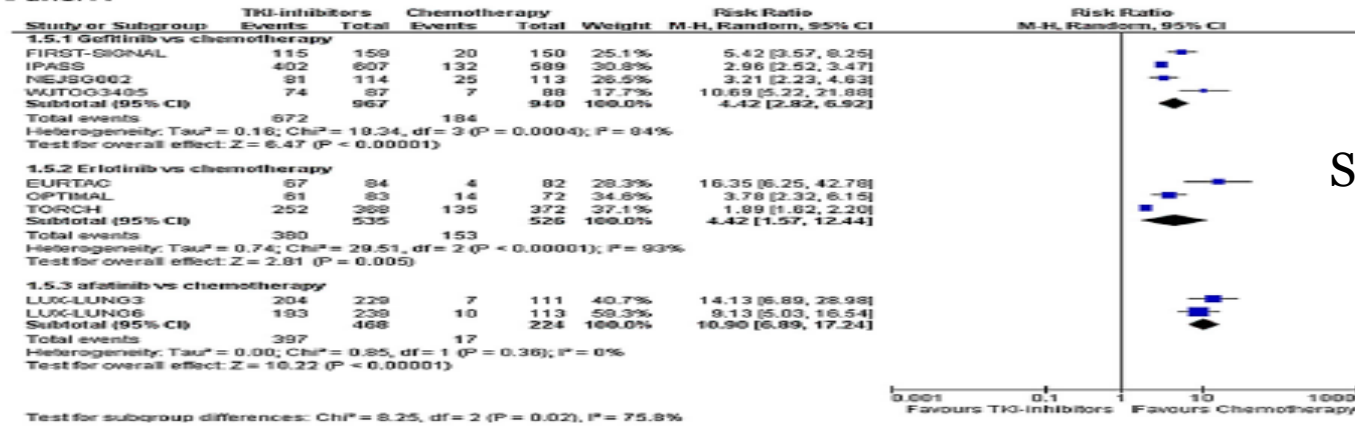 TKI-inhibitors Chemotherapy Risk Ratio Risk Ratio
Study or Subgroup Events Total Events Total Weight M-H, Random, 95% CI M-H, Random, 95% CI
1.5.1 Gefitinib vs chemotherapy
FIRST-SIGNAL 115 159 20 150 25.1% 5.42 [3.57, 8.25]
IPASS 402 607 132 589 30.8% 2.96 [2.52, 3.47]
NEJSG002 81 114 25 113 26.5% 3.21 [2.23, 4.63]
WJTOG3405 74 87 7 88 17.7% 10.69 [5.22, 21.88]
Subtotal (95% CI) 967 940 100.0% 4.42 [2.82, 6.92]
Total events 672 184
Heterogeneity: Tau² = 0.16; Chi² = 18.34, df = 3 (P = 0.0004); I² = 84%
Test for overall effect: Z = 6.47 (P < 0.00001)
1.5.2 Erlotinib vs chemotherapy
EURTAC 67 84 4 82 28.3% 16.35 [6.25, 42.78]
OPTIMAL 61 83 14 72 34.6% 3.78 [2.32, 6.15]
TORCH 252 368 135 372 37.1% 1.89 [1.62, 2.20]
Subtotal (95% CI) 535 526 100.0% 4.42 [1.57, 12.44]
Total events 380 153
Heterogeneity: Tau² = 0.74; Chi² = 29.51, df = 2 (P < 0.00001); I² = 93%
Test for overall effect: Z = 2.81 (P = 0.005)
1.5.3 afatinib vs chemotherapy
LUX-LUNG3 204 229 7 111 40.7% 14.13 [6.89, 28.98]
LUX-LUNG6 193 239 10 113 59.3% 9.13 [5.03, 16.54]
Subtotal (95% CI) 468 224 100.0% 10.90 [6.89, 17.24]
Total events 397 17
Heterogeneity: Tau² = 0.00; Chi² = 0.85, df = 1 (P = 0.36); I² = 0%
Test for overall effect: Z = 10.22 (P < 0.00001)
Test for subgroup differences: Chi² = 8.25, df = 2 (P = 0.02), I² = 75.8%
0.001 0.1 1 10 1000
Favours TKI-inhibitors Favours Chemotherapy
S